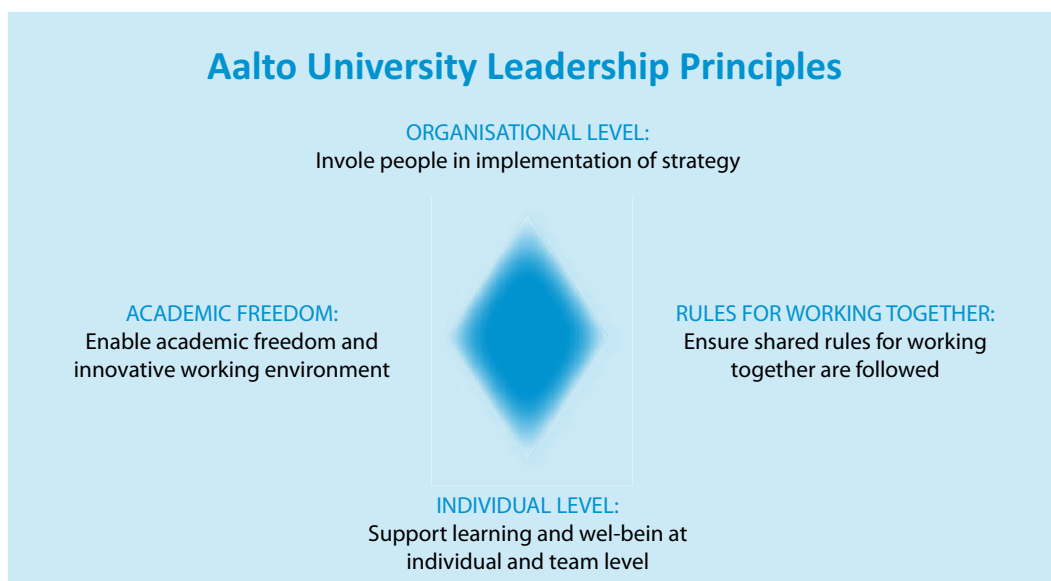 Aalto University Leadership Principles
ORGANISATIONAL LEVEL:
Invole people in implementation of strategy
ACADEMIC FREEDOM:
Enable academic freedom and
innovative working environment
RULES FOR WORKING TOGETHER:
Ensure shared rules for working
together are followed
INDIVIDUAL LEVEL:
Support learning and wel-bein at
individual and team level